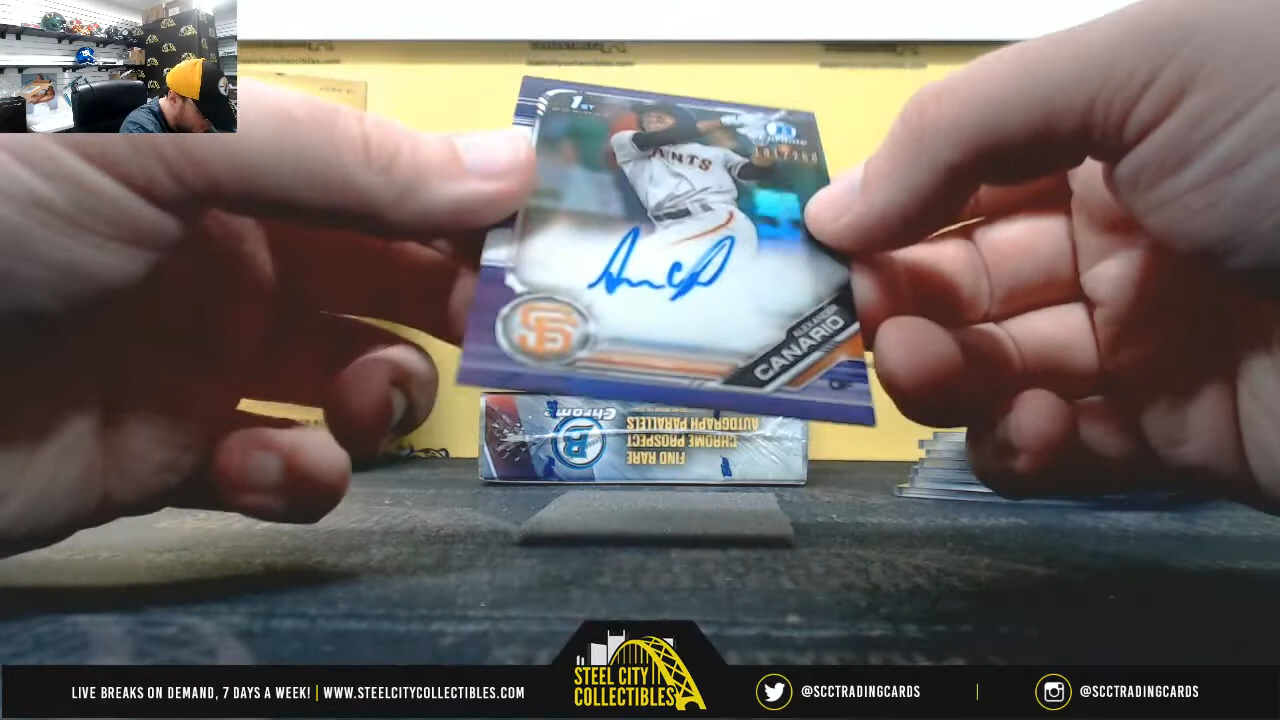 1ST
GIANTS
SF
ALEXANDER
CANARIO
FIND RARE
CHROME PROSPECT
AUTOGRAPH PARALLELS
B
Chrome
LIVE BREAKS ON DEMAND, 7 DAYS A WEEK! | WWW.STEELCITYCOLLECTIBLES.COM
STEEL CITY
COLLECTIBLES
@SCCTRADINGCARDS
@SCCTRADINGCARDS